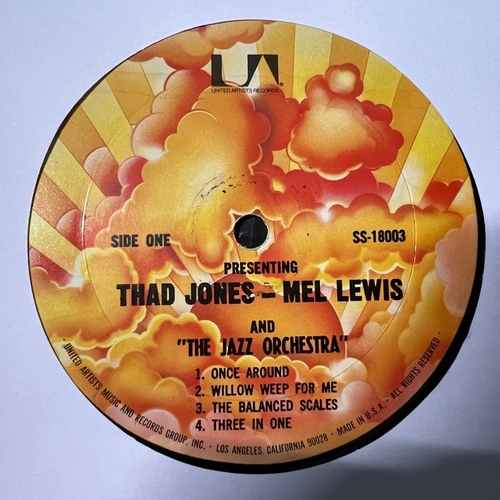 UA
UNITED ARTISTS RECORDS
SIDE ONE
SS-18003
PRESENTING
THAD JONES - MEL LEWIS
AND
"THE JAZZ ORCHESTRA"
1. ONCE AROUND
2. WILLOW WEEP FOR ME
3. THE BALANCED SCALES
4. THREE IN ONE
· UNITED ARTISTS MUSIC AND RECORDS GROUP, INC. · LOS ANGELES, CALIFORNIA 90028 · MADE IN U.S.A. · ALL RIGHTS RESERVED ·